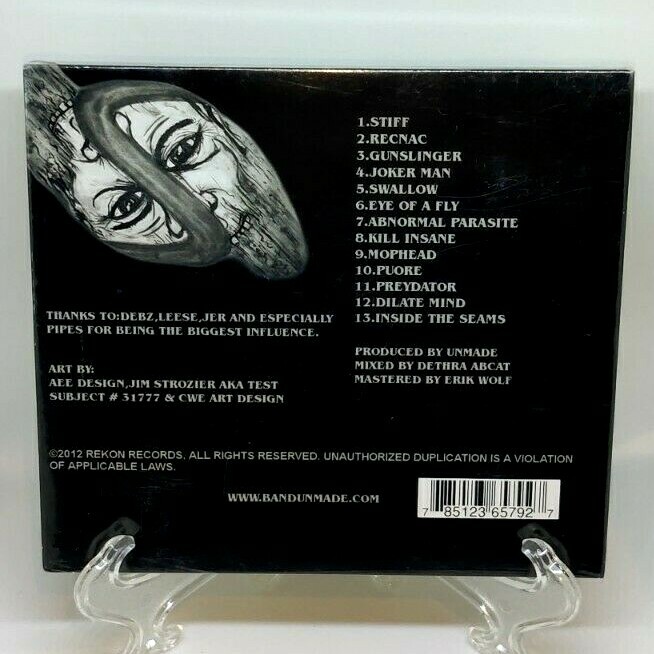 1.STIFF
2.RECNAC
3.GUNSLINGER
4.JOKER MAN
5.SWALLOW
6.EYE OF A FLY
7.ABNORMAL PARASITE
8.KILL INSANE
9.MOPHEAD
10.PUORE
11.PREYDATOR
12.DILATE MIND
13.INSIDE THE SEAMS
THANKS TO:DEBZ,LEESE,JER AND ESPECIALLY
PIPES FOR BEING THE BIGGEST INFLUENCE.
ART BY:
AEE DESIGN,JIM STROZIER AKA TEST
SUBJECT # 31777 & CWE ART DESIGN
PRODUCED BY UNMADE
MIXED BY DETHRA ABCAT
MASTERED BY ERIK WOLF
©2012 REKON RECORDS, ALL RIGHTS RESERVED. UNAUTHORIZED DUPLICATION IS A VIOLATION
OF APPLICABLE LAWS.
WWW.BANDUNMADE.COM
7 85123 65792 7